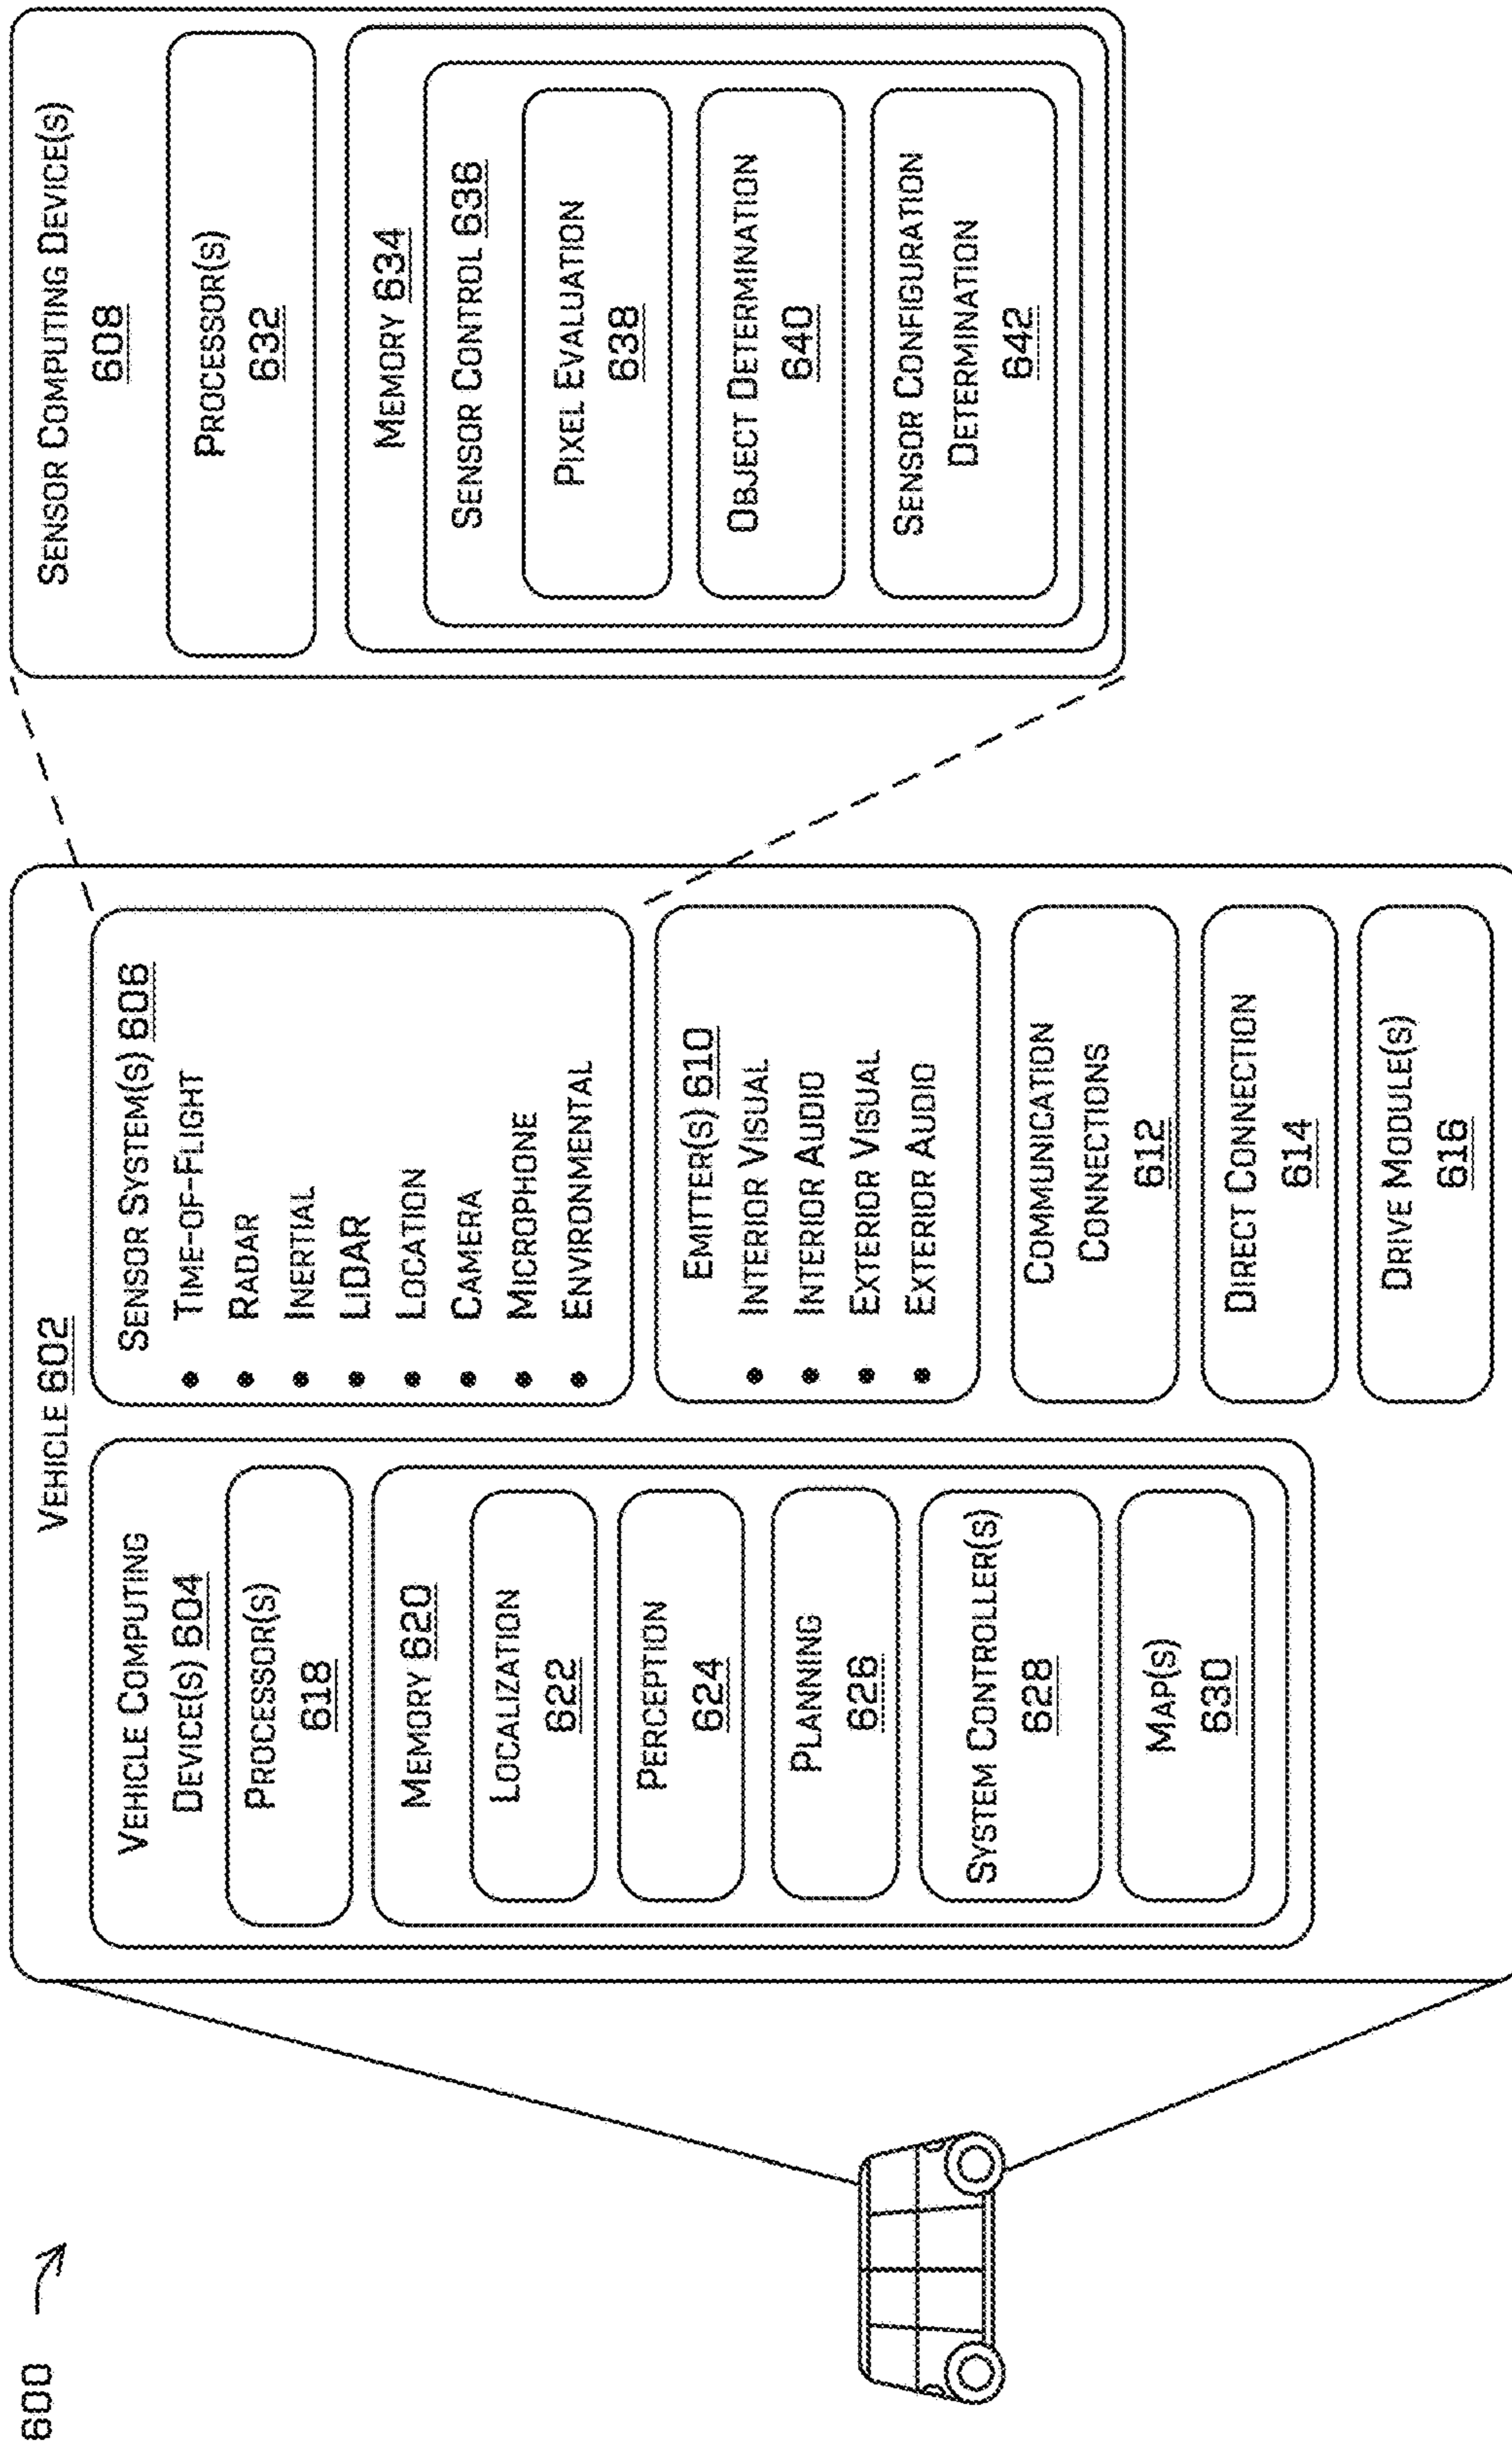 600
VEHICLE 602
VEHICLE COMPUTING
DEVICE(S) 604
PROCESSOR(S)
618
MEMORY 620
LOCALIZATION
622
PERCEPTION
624
PLANNING
626
SYSTEM CONTROLLER(S)
628
MAP(S)
630
SENSOR SYSTEM(S) 606
• TIME-OF-FLIGHT
• RADAR
• INERTIAL
• LIDAR
• LOCATION
• CAMERA
• MICROPHONE
• ENVIRONMENTAL
EMITTER(S) 610
• INTERIOR VISUAL
• INTERIOR AUDIO
• EXTERIOR VISUAL
• EXTERIOR AUDIO
COMMUNICATION
CONNECTIONS
612
DIRECT CONNECTION
614
DRIVE MODULE(S)
616
SENSOR COMPUTING DEVICE(S)
608
PROCESSOR(S)
632
MEMORY 634
SENSOR CONTROL 636
PIXEL EVALUATION
638
OBJECT DETERMINATION
640
SENSOR CONFIGURATION
DETERMINATION
642